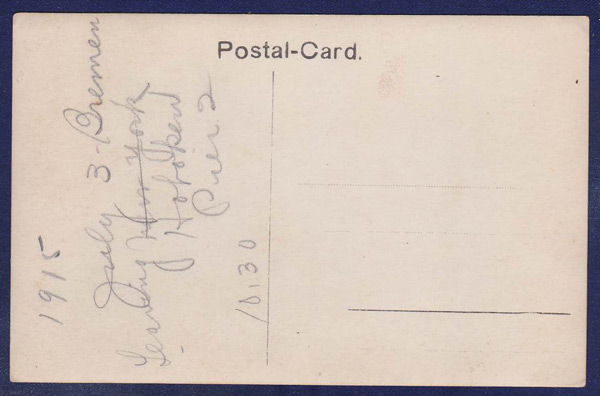 Postal-Card.
1915
July 3 - Bremen
Leaving New York
Hoboken
Pier 2
10.30